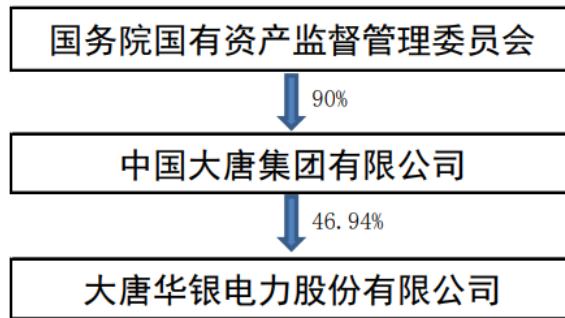 国务院国有资产监督管理委员会
90%
中国大唐集团有限公司
46.94%
大唐华银电力股份有限公司